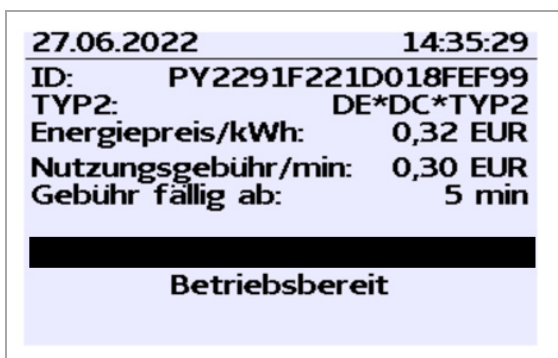 27.06.2022 14:35:29
ID: PY2291F221D018FEF99
TYP2: DE*DC*TYP2
Energiepreis/kWh: 0,32 EUR
Nutzungsgebühr/min: 0,30 EUR
Gebühr fällig ab: 5 min
Betriebsbereit